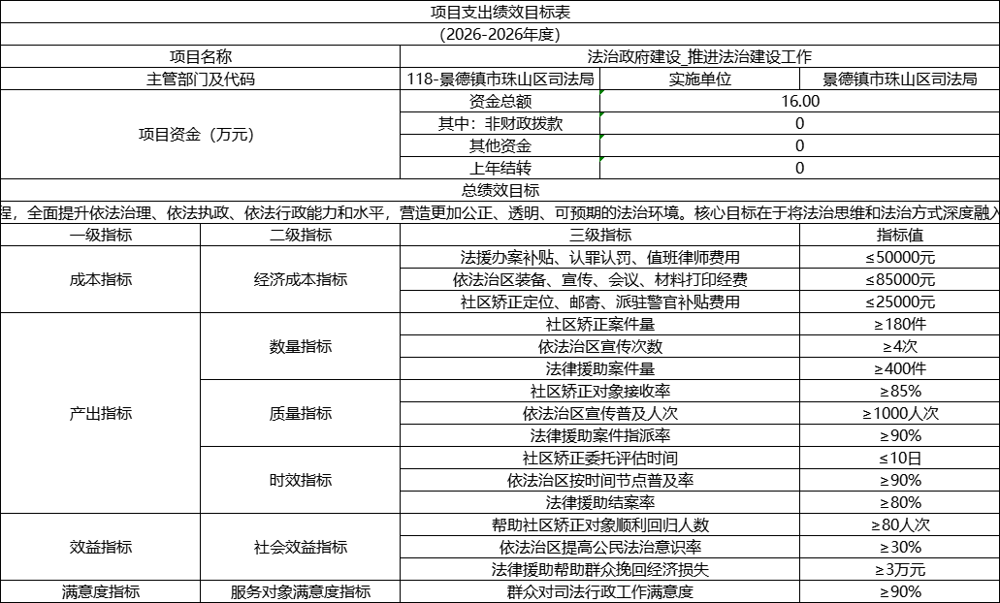 项目支出绩效目标表
（2026-2026年度）
项目名称 法治政府建设_推进法治建设工作
主管部门及代码 118-景德镇市珠山区司法局 实施单位 景德镇市珠山区司法局
项目资金（万元） 资金总额 16.00
其中：非财政拨款 0
其他资金 0
上年结转 0
总绩效目标
程，全面提升依法治理、依法执政、依法行政能力和水平，营造更加公正、透明、可预期的法治环境。核心目标在于将法治思维和法治方式深度融入
一级指标 二级指标 三级指标 指标值
成本指标 经济成本指标 法援办案补贴、认罪认罚、值班律师费用 ≤50000元
依法治区装备、宣传、会议、材料打印经费 ≤85000元
社区矫正定位、邮寄、派驻警官补贴费用 ≤25000元
产出指标 数量指标 社区矫正案件量 ≥180件
依法治区宣传次数 ≥4次
法律援助案件量 ≥400件
质量指标 社区矫正对象接收率 ≥85%
依法治区宣传普及人次 ≥1000人次
法律援助案件指派率 ≥90%
时效指标 社区矫正委托评估时间 ≤10日
依法治区按时间节点普及率 ≥90%
法律援助结案率 ≥80%
效益指标 社会效益指标 帮助社区矫正对象顺利回归人数 ≥80人次
依法治区提高公民法治意识率 ≥30%
法律援助帮助群众挽回经济损失 ≥3万元
满意度指标 服务对象满意度指标 群众对司法行政工作满意度 ≥90%